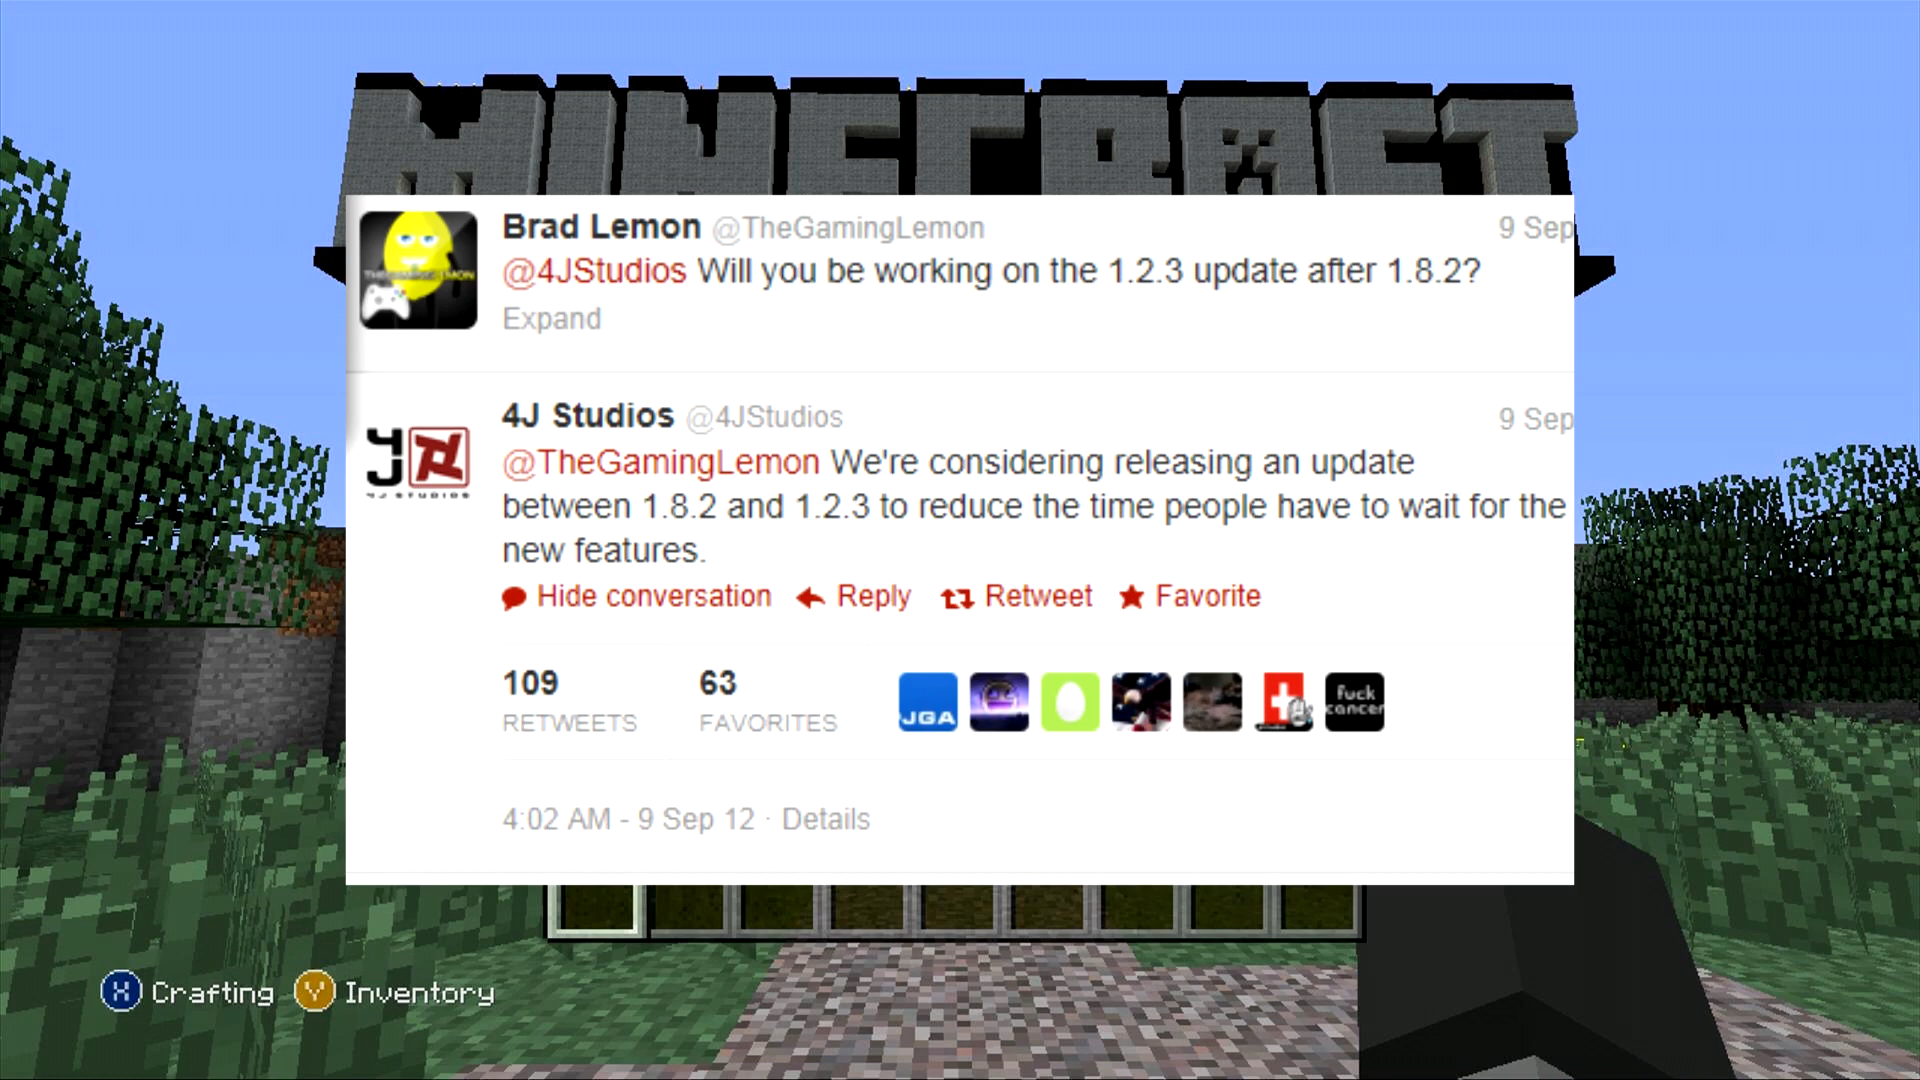 MINECRAFT
Brad Lemon @TheGamingLemon 9 Sep
@4JStudios Will you be working on the 1.2.3 update after 1.8.2?
Expand
4J Studios @4JStudios 9 Sep
4J STUDIOS
@TheGamingLemon We're considering releasing an update
between 1.8.2 and 1.2.3 to reduce the time people have to wait for the
new features.
Hide conversation Reply Retweet Favorite
109 63
RETWEETS FAVORITES
JGA
fuck
cancer
4:02 AM - 9 Sep 12 · Details
X Crafting Y Inventory